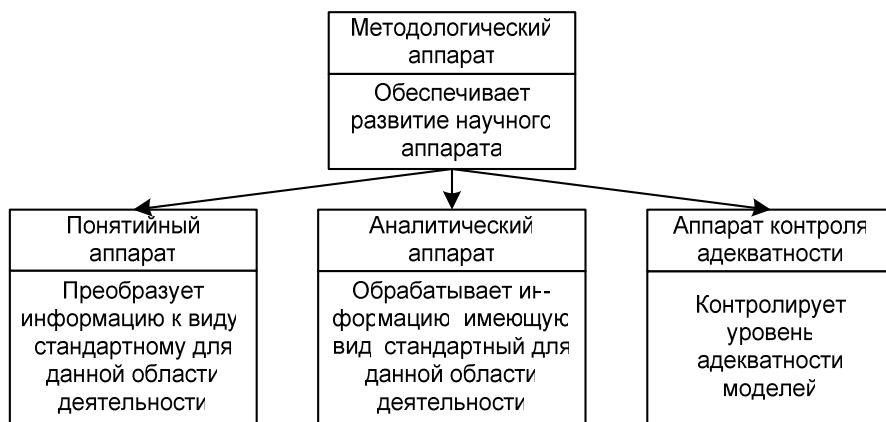 Методологический
аппарат
Обеспечивает
развитие научного
аппарата
Понятийный
аппарат
Преобразует
информацию к виду
стандартному для
данной области
деятельности
Аналитический
аппарат
Обрабатывает ин-
формацию имеющую
вид стандартный для
данной области
деятельности
Аппарат контроля
адекватности
Контролирует
уровень
адекватности
моделей